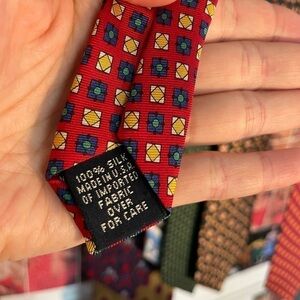 100% SILK
MADE IN U.S.A.
OF IMPORTED
FABRIC
OVER
FOR CARE